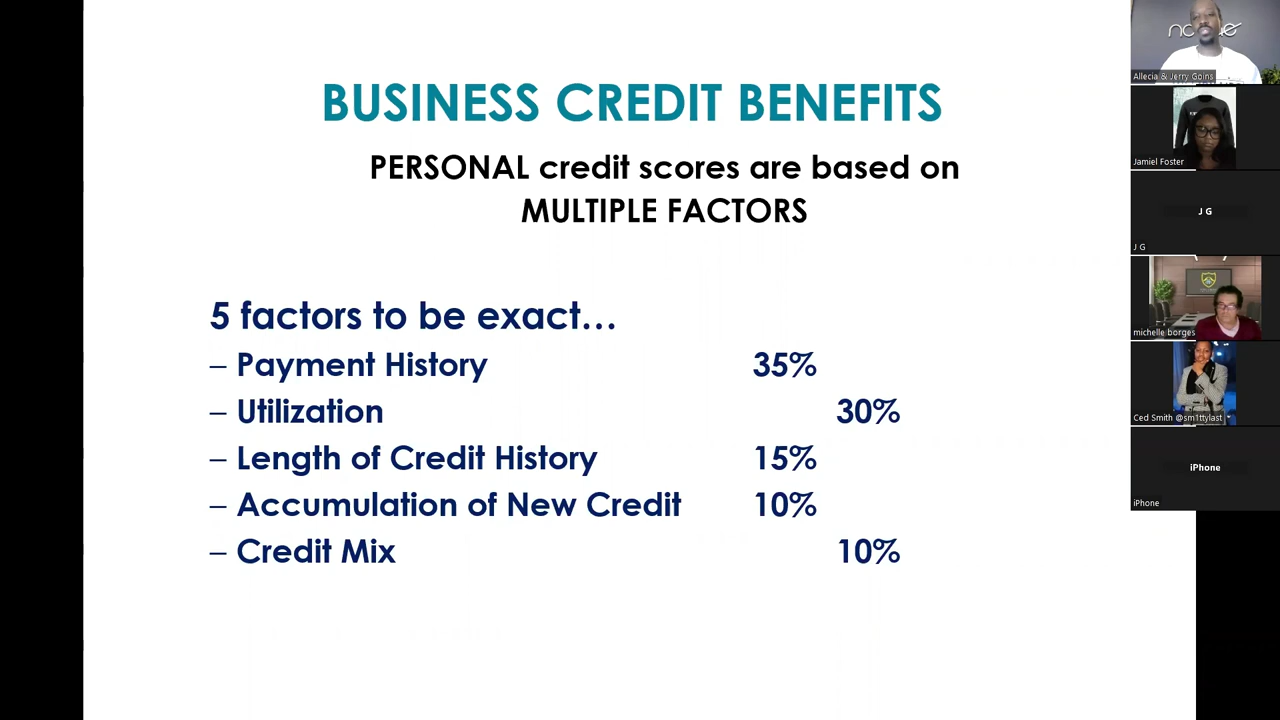 BUSINESS CREDIT BENEFITS
PERSONAL credit scores are based on
MULTIPLE FACTORS
5 factors to be exact...
– Payment History 35%
– Utilization 30%
– Length of Credit History 15%
– Accumulation of New Credit 10%
– Credit Mix 10%
Allecia & Jerry Goins
Jamiel Foster
J G
J G
michelle borges
Ced Smith @sm1ttylast
iPhone
iPhone